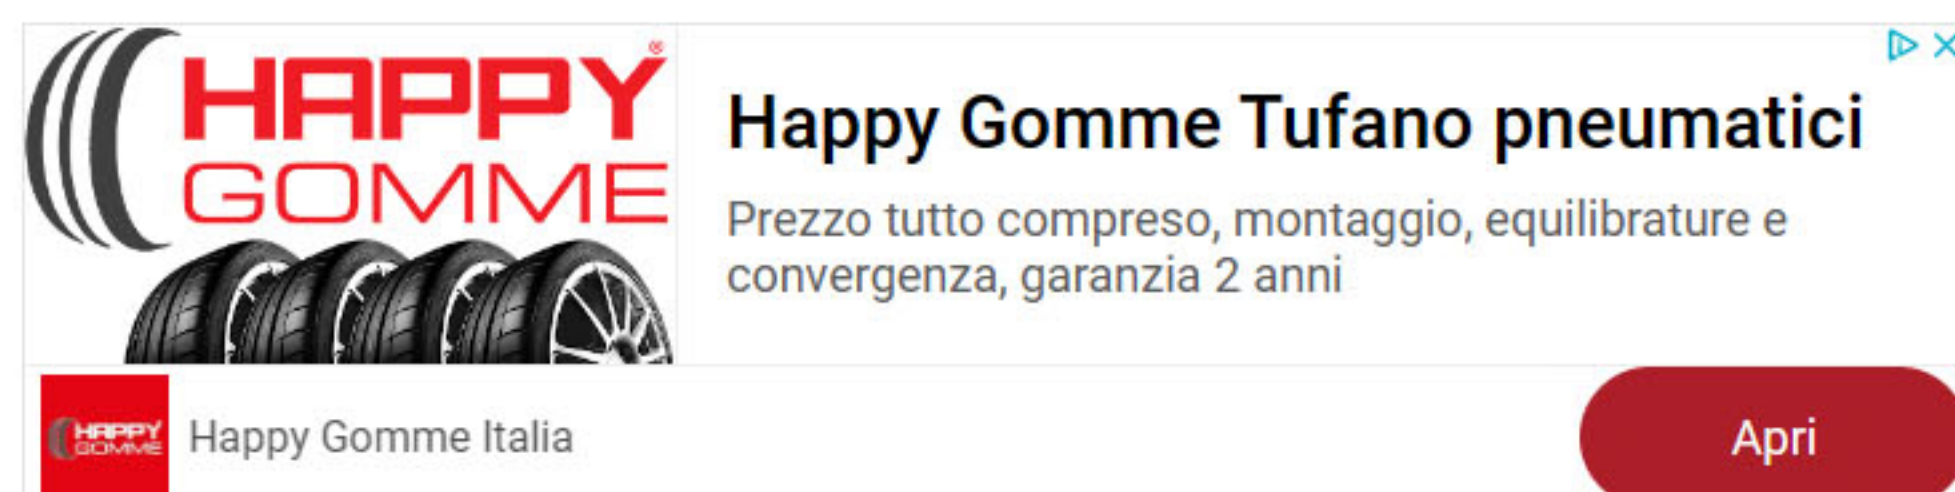 HAPPY®
GOMME
Happy Gomme Tufano pneumatici
Prezzo tutto compreso, montaggio, equilibrature e
convergenza, garanzia 2 anni
HAPPY
GOMME
Happy Gomme Italia
Apri